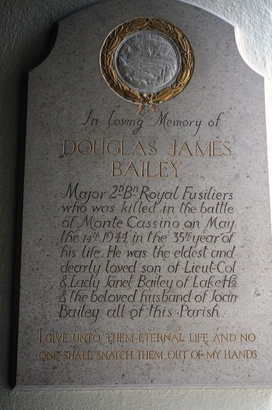 In Loving Memory of
DOUGLAS JAMES
BAILEY
Major 2nd Bn Royal Fusiliers
who was killed in the battle
of Monte Cassino on May
the 14th 1944 in the 35th year of
his life. He was the eldest and
dearly loved son of Lieut-Col
& Lady Janet Bailey of Lake Ho.
& the beloved husband of Joan
Bailey all of this Parish
I GIVE UNTO THEM ETERNAL LIFE AND NO
ONE SHALL SNATCH THEM OUT OF MY HANDS